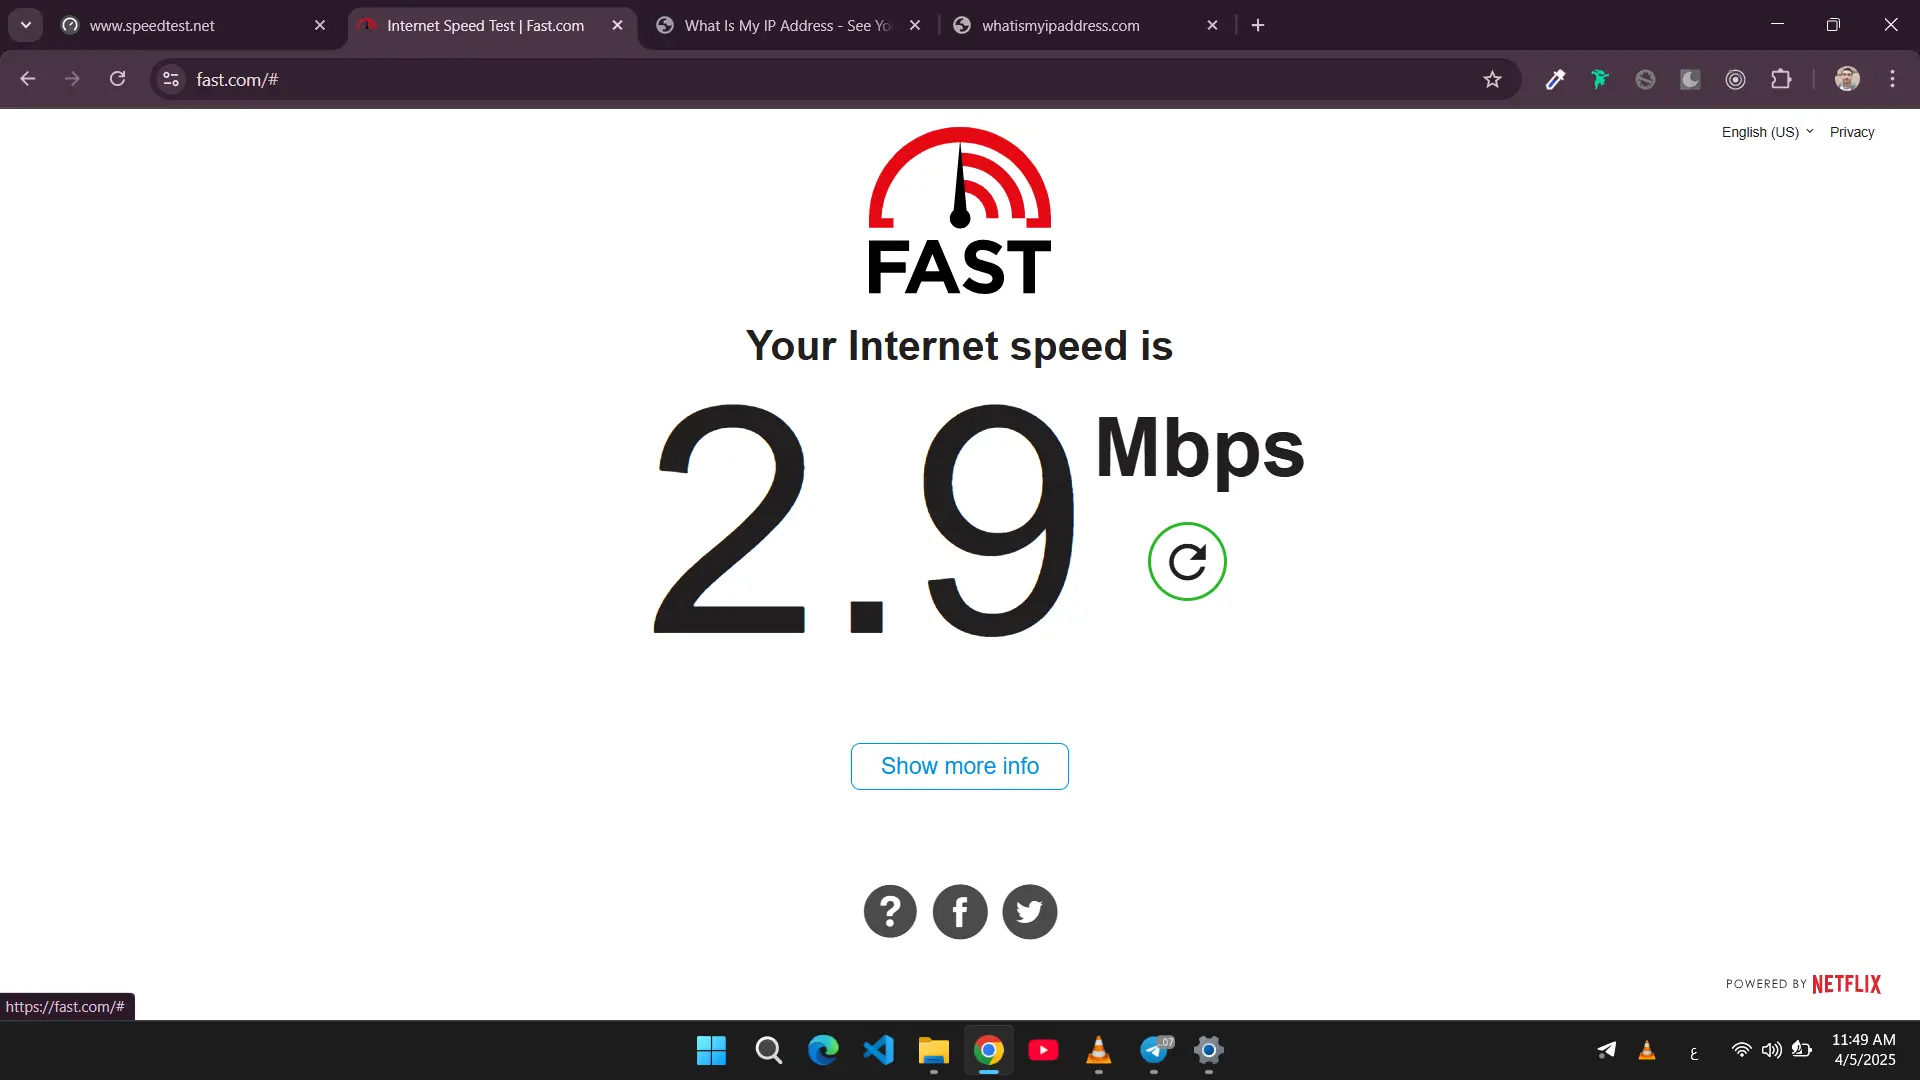 www.speedtest.net
Internet Speed Test | Fast.com
What Is My IP Address - See Yo
whatismyipaddress.com
fast.com/#
English (US)
Privacy
FAST
Your Internet speed is
2.9 Mbps
Show more info
POWERED BY NETFLIX
https://fast.com/#
.07
ع
11:49 AM
4/5/2025